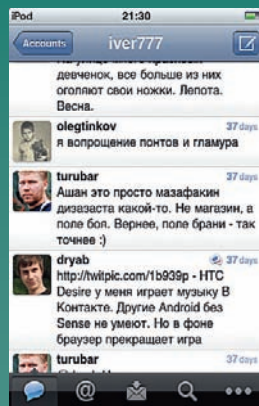 iPod
21:30
Accounts
iver777
девченок, все больше из них
оголяют свои ножки. Лепота.
Весна.
olegtinkov
37 days
я вопрощение понтов и гламура
turubar
37 days
Ашан это просто мазафакин
дизазаста какой-то. Не магазин, а
поле боя. Вернее, поле брани - так
точнее :)
dryab
37 days
http://twitpic.com/1b939p - HTC
Desire у меня играет музыку В
Контакте. Другие Android без
Sense не умеют. Но в фоне
браузер прекращает игра
turubar
37 days